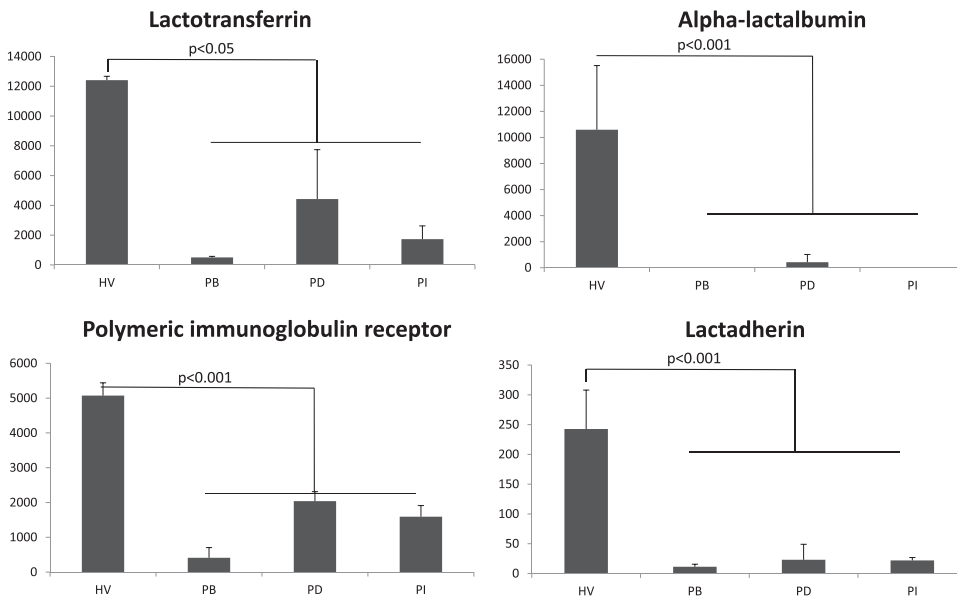 Lactotransferrin
p<0.05
14000
12000
10000
8000
6000
4000
2000
0
HV PB PD PI
Alpha-lactalbumin
p<0.001
16000
14000
12000
10000
8000
6000
4000
2000
0
HV PB PD PI
Polymeric immunoglobulin receptor
p<0.001
6000
5000
4000
3000
2000
1000
0
HV PB PD PI
Lactadherin
p<0.001
350
300
250
200
150
100
50
0
HV PB PD PI